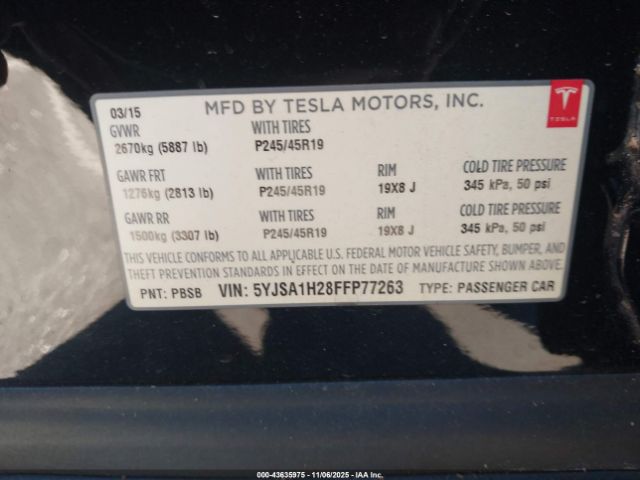 03/15 MFD BY TESLA MOTORS, INC.
TESLA
GVWR WITH TIRES
2670kg (5887 lb) P245/45R19
GAWR FRT WITH TIRES RIM COLD TIRE PRESSURE
1276kg (2813 lb) P245/45R19 19X8 J 345 kPa, 50 psi
GAWR RR WITH TIRES RIM COLD TIRE PRESSURE
1500kg (3307 lb) P245/45R19 19X8 J 345 kPa, 50 psi
THIS VEHICLE CONFORMS TO ALL APPLICABLE U.S. FEDERAL MOTOR VEHICLE SAFETY, BUMPER, AND
THEFT PREVENTION STANDARDS IN EFFECT ON THE DATE OF MANUFACTURE SHOWN ABOVE.
PNT: PBSB VIN: 5YJSA1H28FFP77263 TYPE: PASSENGER CAR
000-43635975 - 11/06/2025 - IAA Inc.